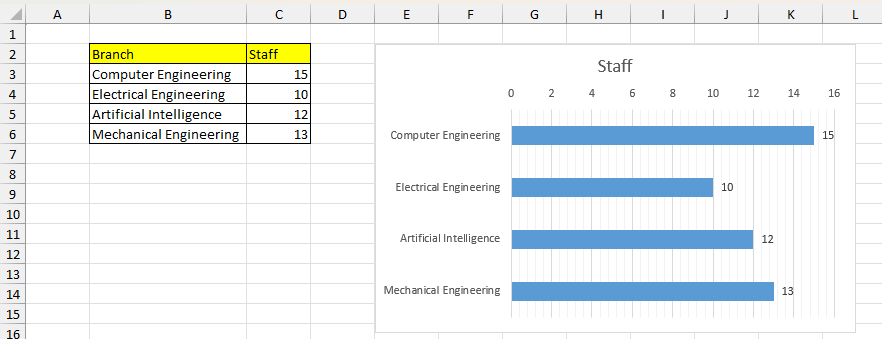 A B C D E F G H I J K L
1
2 Branch Staff
3 Computer Engineering 15
4 Electrical Engineering 10
5 Artificial Intelligence 12
6 Mechanical Engineering 13
7
8
9
10
11
12
13
14
15
16
Staff
0 2 4 6 8 10 12 14 16
Computer Engineering 15
Electrical Engineering 10
Artificial Intelligence 12
Mechanical Engineering 13